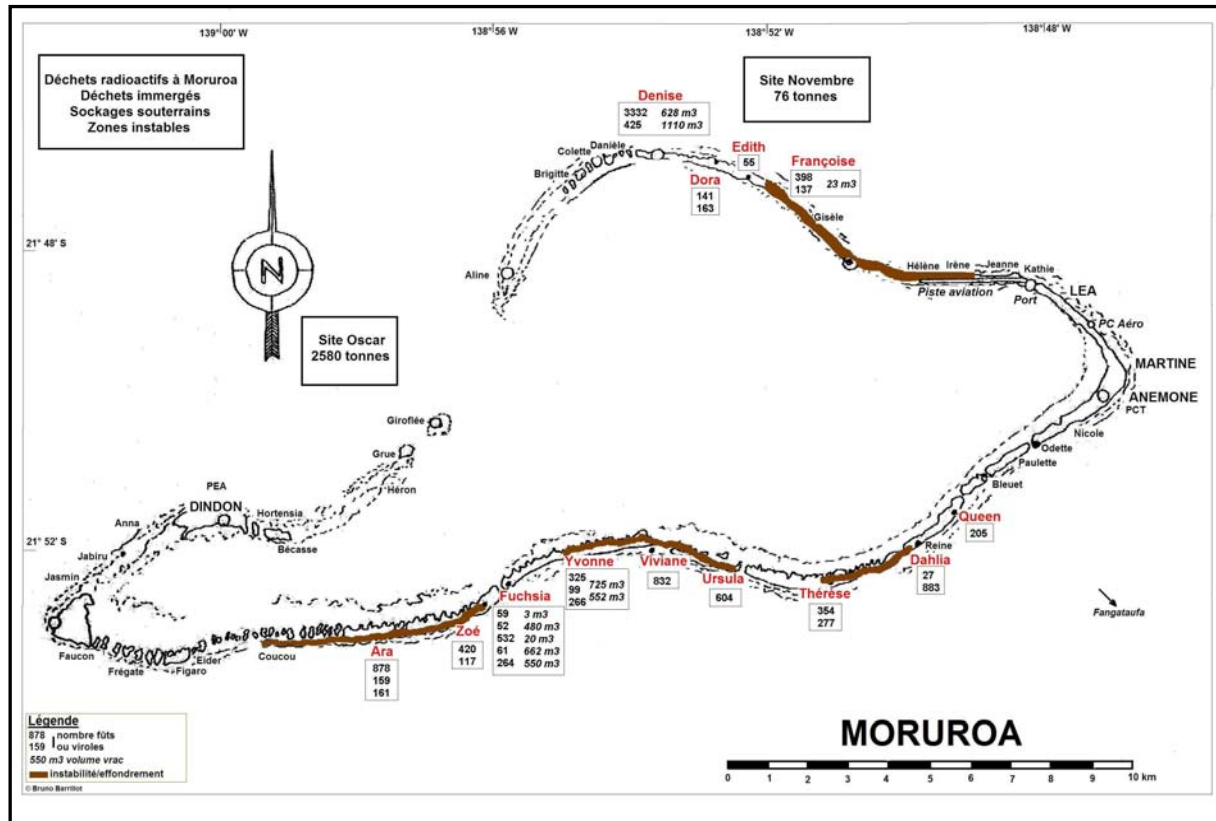 139° 00' W
138° 56' W
138° 52' W
138° 48' W
Déchets radioactifs à Moruroa
Déchets immergés
Sockages souterrains
Zones instables
Site Novembre
76 tonnes
Denise
3332 628 m3
425 1110 m3
Colette
Danièle
Brigitte
Edith
55
Françoise
398
137
23 m3
Dora
141
163
Gisèle
21° 48' S
N
Aline
Hélène
Irène
Jeanne
Kathie
Piste aviation
Port
LEA
PC Aéro
Site Oscar
2580 tonnes
MARTINE
ANEMONE
PCT
Nicole
Odette
Paulette
Bleuet
Giroflée
Grue
Héron
PEA
DINDON
Hortensia
Bécasse
Anna
21° 52' S
Jabiru
Jasmin
Queen
205
Reine
Dahlia
27
883
Yvonne
325
99
266
725 m3
552 m3
Viviane
832
Ursula
604
Thérèse
354
277
Fuchsia
59 3 m3
52 480 m3
532 20 m3
61 662 m3
264 550 m3
Zoé
420
117
Ara
878
159
161
Fangataufa
Faucon
Frégate
Figaro
Eider
Coucou
Légende
878 nombre fûts
159 ou viroles
550 m3 volume vrac
instabilité/effondrement
© Bruno Barrillot
MORUROA
0 1 2 3 4 5 6 7 8 9 10 km